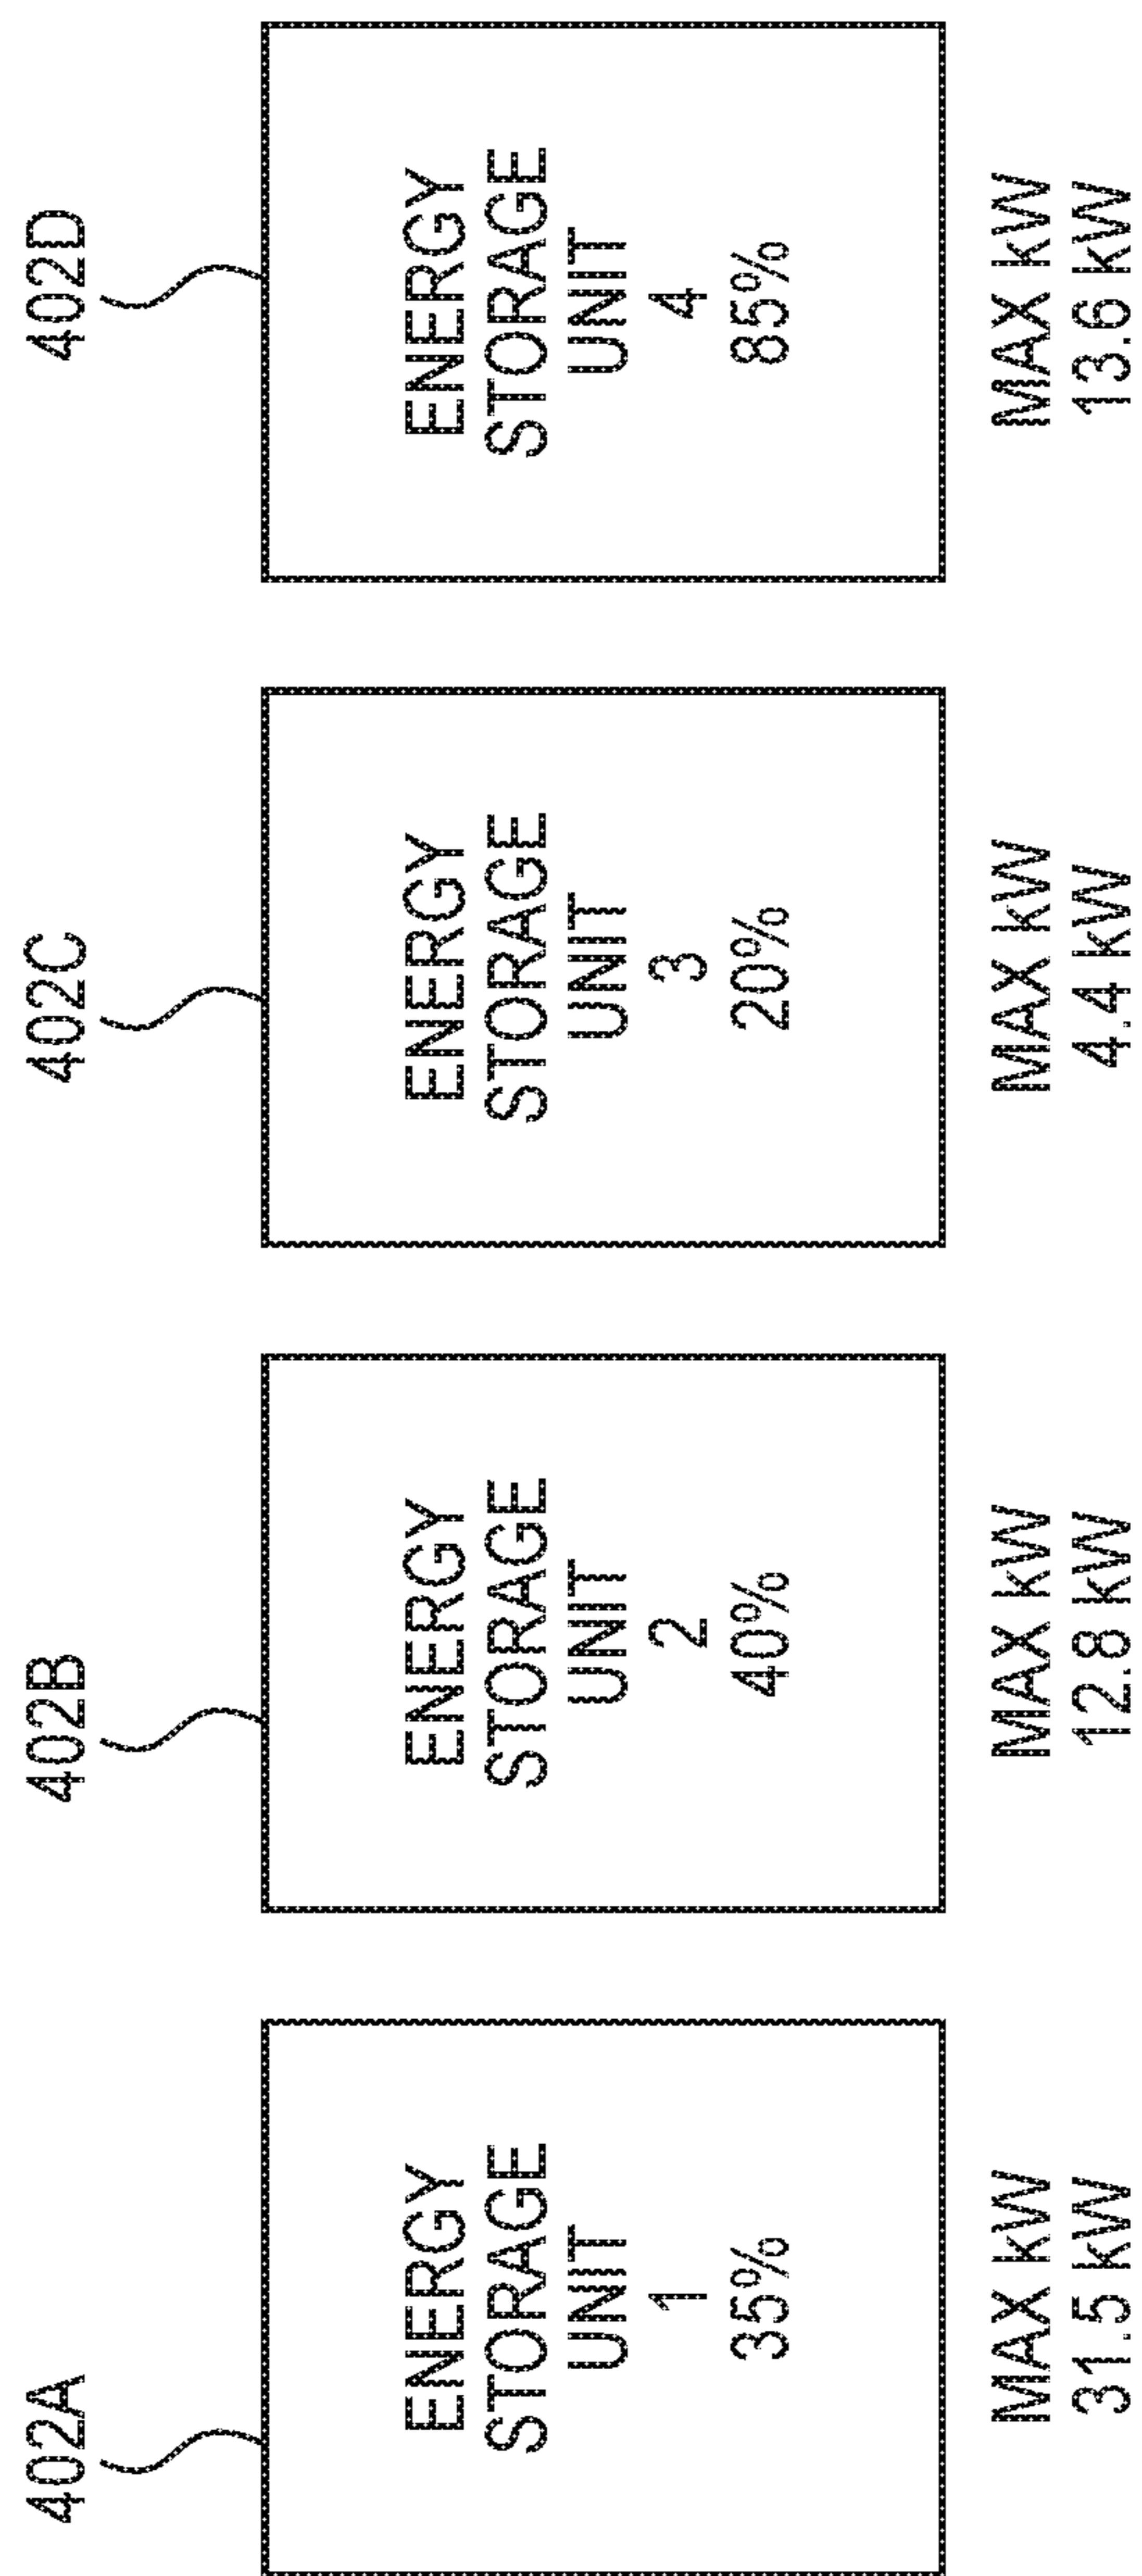 402A
ENERGY
STORAGE
UNIT
1
35%
MAX kW
31.5 kW
402B
ENERGY
STORAGE
UNIT
2
40%
MAX kW
12.8 kW
402C
ENERGY
STORAGE
UNIT
3
20%
MAX kW
4.4 kW
402D
ENERGY
STORAGE
UNIT
4
85%
MAX kW
13.6 kW